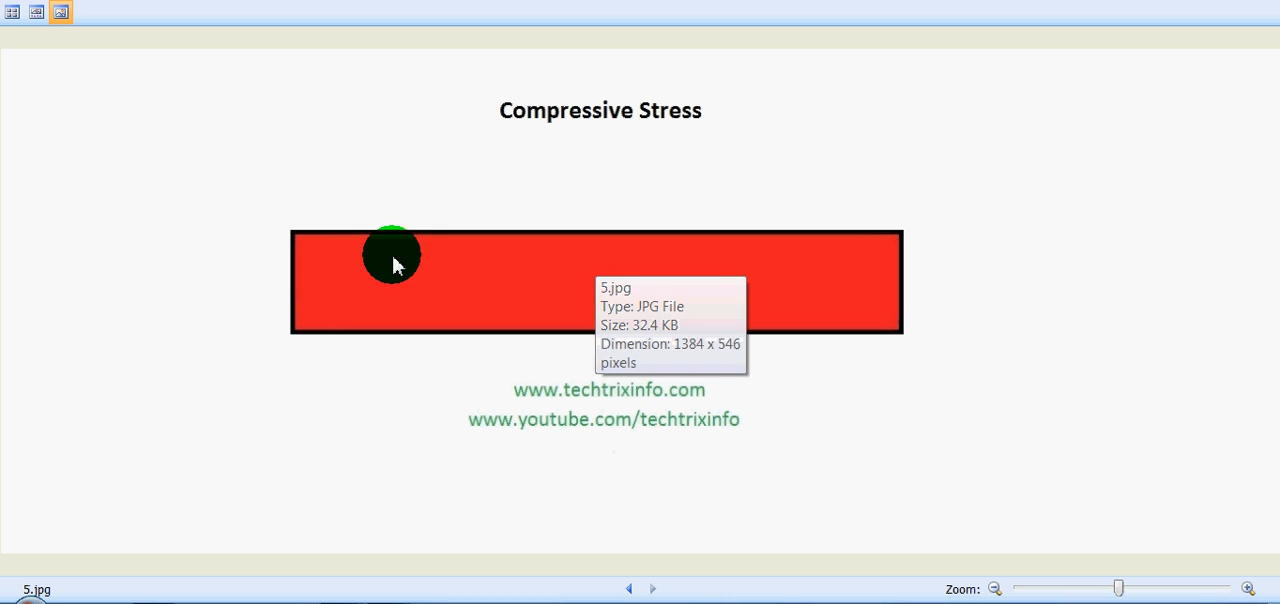 Compressive Stress
5.jpg
Type: JPG File
Size: 32.4 KB
Dimension: 1384 x 546
pixels
www.techtrixinfo.com
www.youtube.com/techtrixinfo
5.jpg
Zoom: